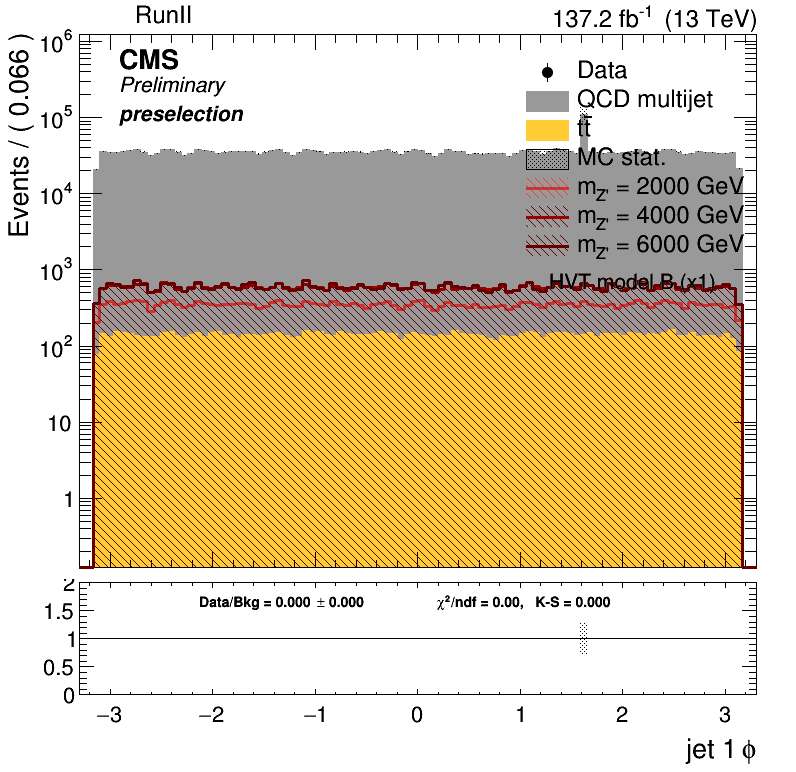 RunII 137.2 fb⁻¹ (13 TeV)
Events / ( 0.066 )
10⁶
10⁵
10⁴
10³
10²
10
1
CMS
Preliminary
preselection
Data
QCD multijet
tt̄
MC stat.
m_Z' = 2000 GeV
m_Z' = 4000 GeV
m_Z' = 6000 GeV
HVT model B (x1)
2
1.5
1
0.5
0
Data/Bkg = 0.000 ± 0.000 χ²/ndf = 0.00, K-S = 0.000
−3 −2 −1 0 1 2 3
jet 1 ϕ